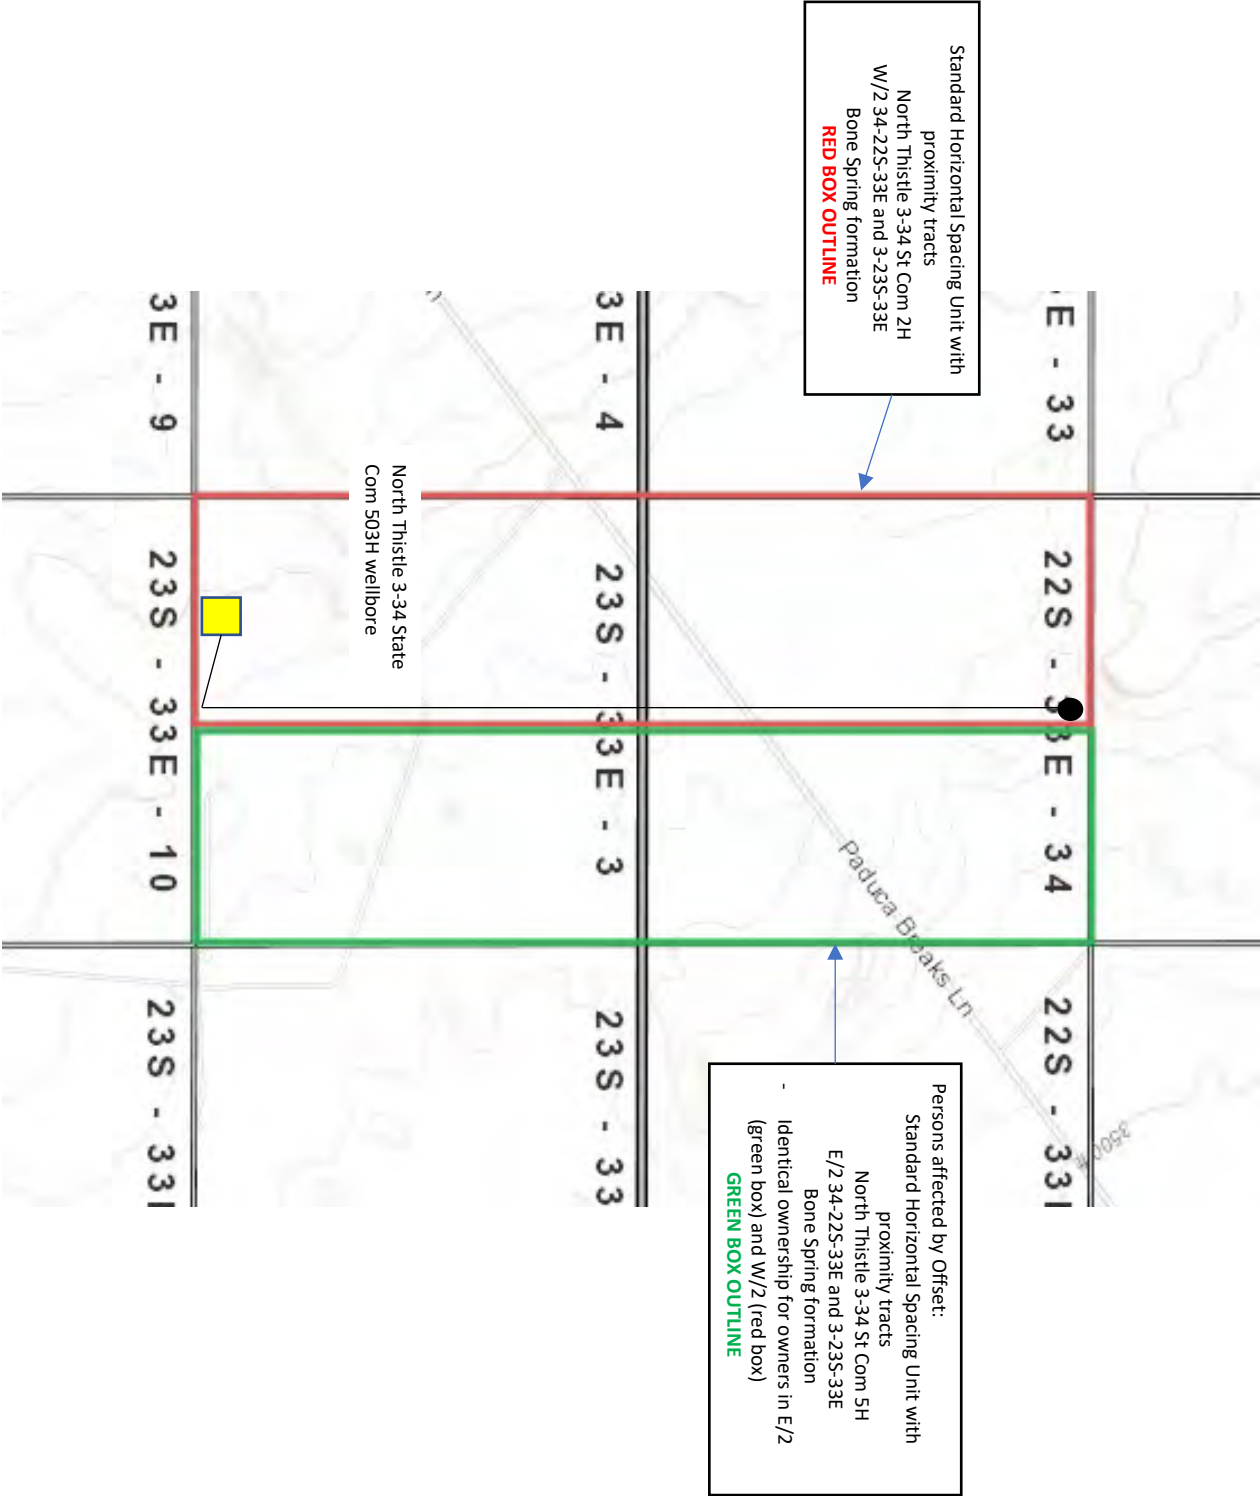 Standard Horizontal Spacing Unit with
proximity tracts
North Thistle 3-34 St Com 2H
W/2 34-22S-33E and 3-23S-33E
Bone Spring formation
RED BOX OUTLINE
E - 33
22S - 33E - 34
22S - 33
3500 ft
Paduca Breaks Ln
Persons affected by Offset:
Standard Horizontal Spacing Unit with
proximity tracts
North Thistle 3-34 St Com 5H
E/2 34-22S-33E and 3-23S-33E
Bone Spring formation
- Identical ownership for owners in E/2
(green box) and W/2 (red box)
GREEN BOX OUTLINE
3E - 4
23S - 33E - 3
23S - 33
North Thistle 3-34 State
Com 503H wellbore
3E - 9
23S - 33E - 10
23S - 33